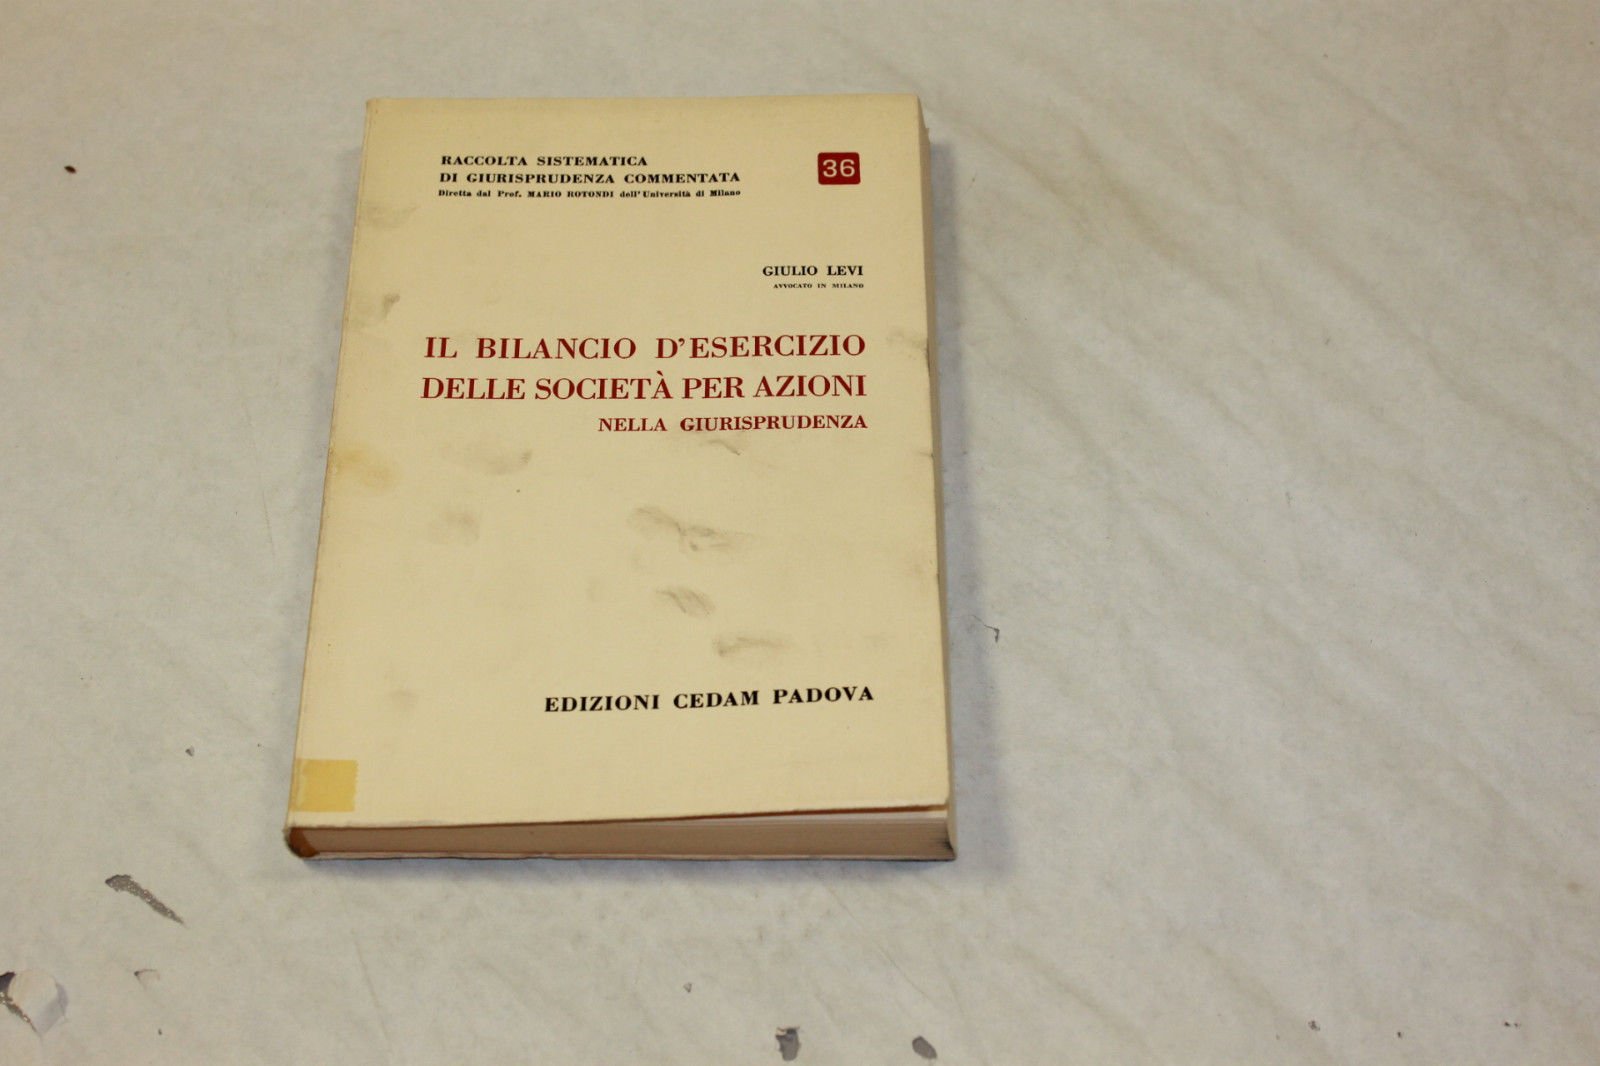 RACCOLTA SISTEMATICA
DI GIURISPRUDENZA COMMENTATA
Diretta dal Prof. MARIO ROTONDI dell'Università di Milano
36
GIULIO LEVI
AVVOCATO IN MILANO
IL BILANCIO D'ESERCIZIO
DELLE SOCIETÀ PER AZIONI
NELLA GIURISPRUDENZA
EDIZIONI CEDAM PADOVA